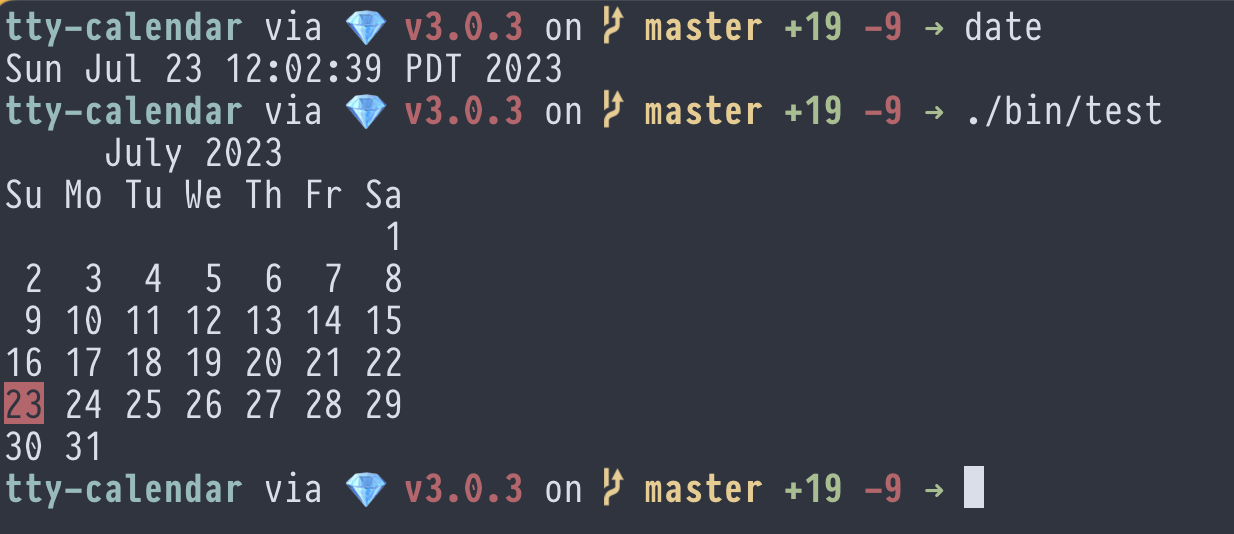 tty-calendar via 💎 v3.0.3 on master +19 -9 → date
Sun Jul 23 12:02:39 PDT 2023
tty-calendar via 💎 v3.0.3 on master +19 -9 → ./bin/test
July 2023
Su Mo Tu We Th Fr Sa
1
2 3 4 5 6 7 8
9 10 11 12 13 14 15
16 17 18 19 20 21 22
23 24 25 26 27 28 29
30 31
tty-calendar via 💎 v3.0.3 on master +19 -9 →